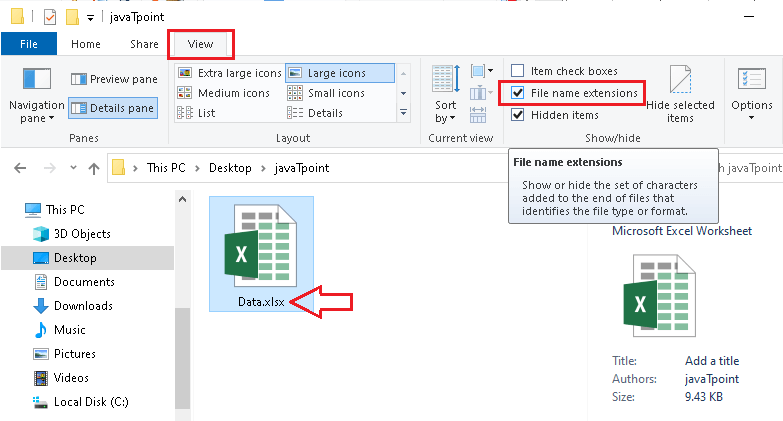 javaTpoint
File Home Share View
Navigation pane
Preview pane
Details pane
Panes
Extra large icons Large icons
Medium icons Small icons
List Details
Layout
Sort by
Current view
Item check boxes
File name extensions
Hidden items
Hide selected items
Show/hide
Options
This PC Desktop javaTpoint
javaTpoint
File name extensions
Show or hide the set of characters
added to the end of files that
identifies the file type or format.
This PC
3D Objects
Desktop
Documents
Downloads
Music
Pictures
Videos
Local Disk (C:)
Data.xlsx
Microsoft Excel Worksheet
Title: Add a title
Authors: javaTpoint
Size: 9.43 KB